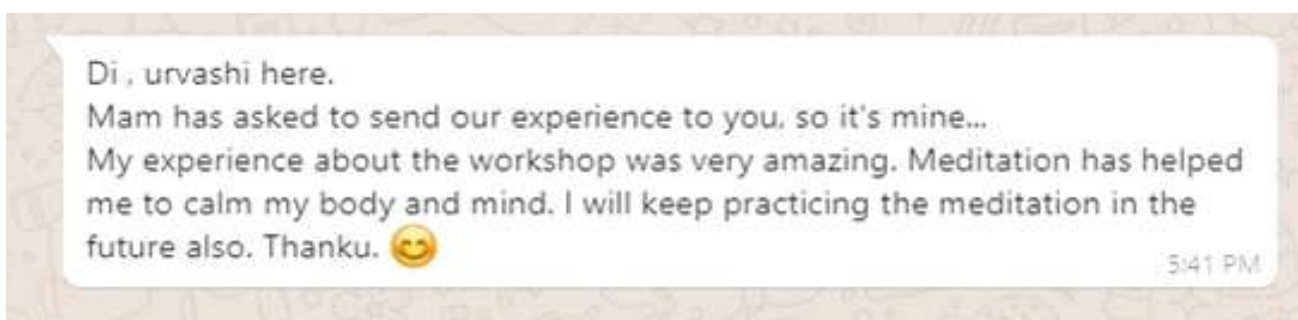 Di , urvashi here.
Mam has asked to send our experience to you. so it's mine...
My experience about the workshop was very amazing. Meditation has helped
me to calm my body and mind. I will keep practicing the meditation in the
future also. Thanku. 😊
5:41 PM